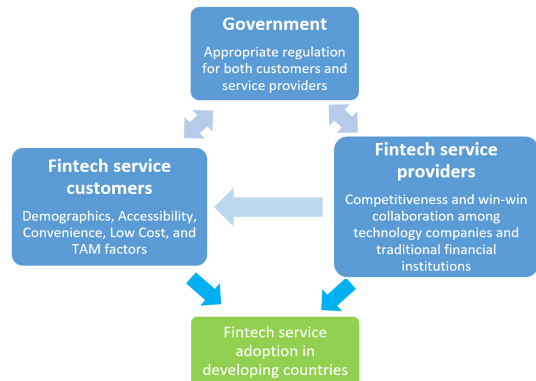 Government
Appropriate regulation
for both customers and
service providers
Fintech service
customers
Demographics, Accessibility,
Convenience, Low Cost, and
TAM factors
Fintech service
providers
Competitiveness and win-win
collaboration among
technology companies and
traditional financial
institutions
Fintech service
adoption in
developing countries